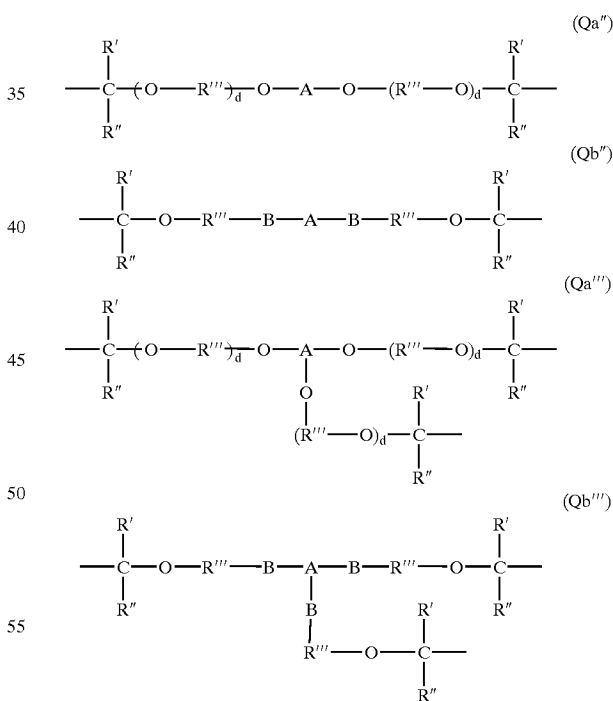 (Qa″)
R′ R′
35 —C—(O—R‴—)d—O—A—O—(R‴—O)d—C—
R″ R″
(Qb″)
R′ R′
40 —C—O—R‴—B—A—B—R‴—O—C—
R″ R″
(Qa‴)
R′ R′
45 —C—(O—R‴—)d—O—A—O—(R‴—O)d—C—
R″ O R′ R″
(R‴—O)d—C—
R″
50
(Qb‴)
R′ R′
—C—O—R‴—B—A—B—R‴—O—C—
R″ B R′ R″
55
R‴—O—C—
R″